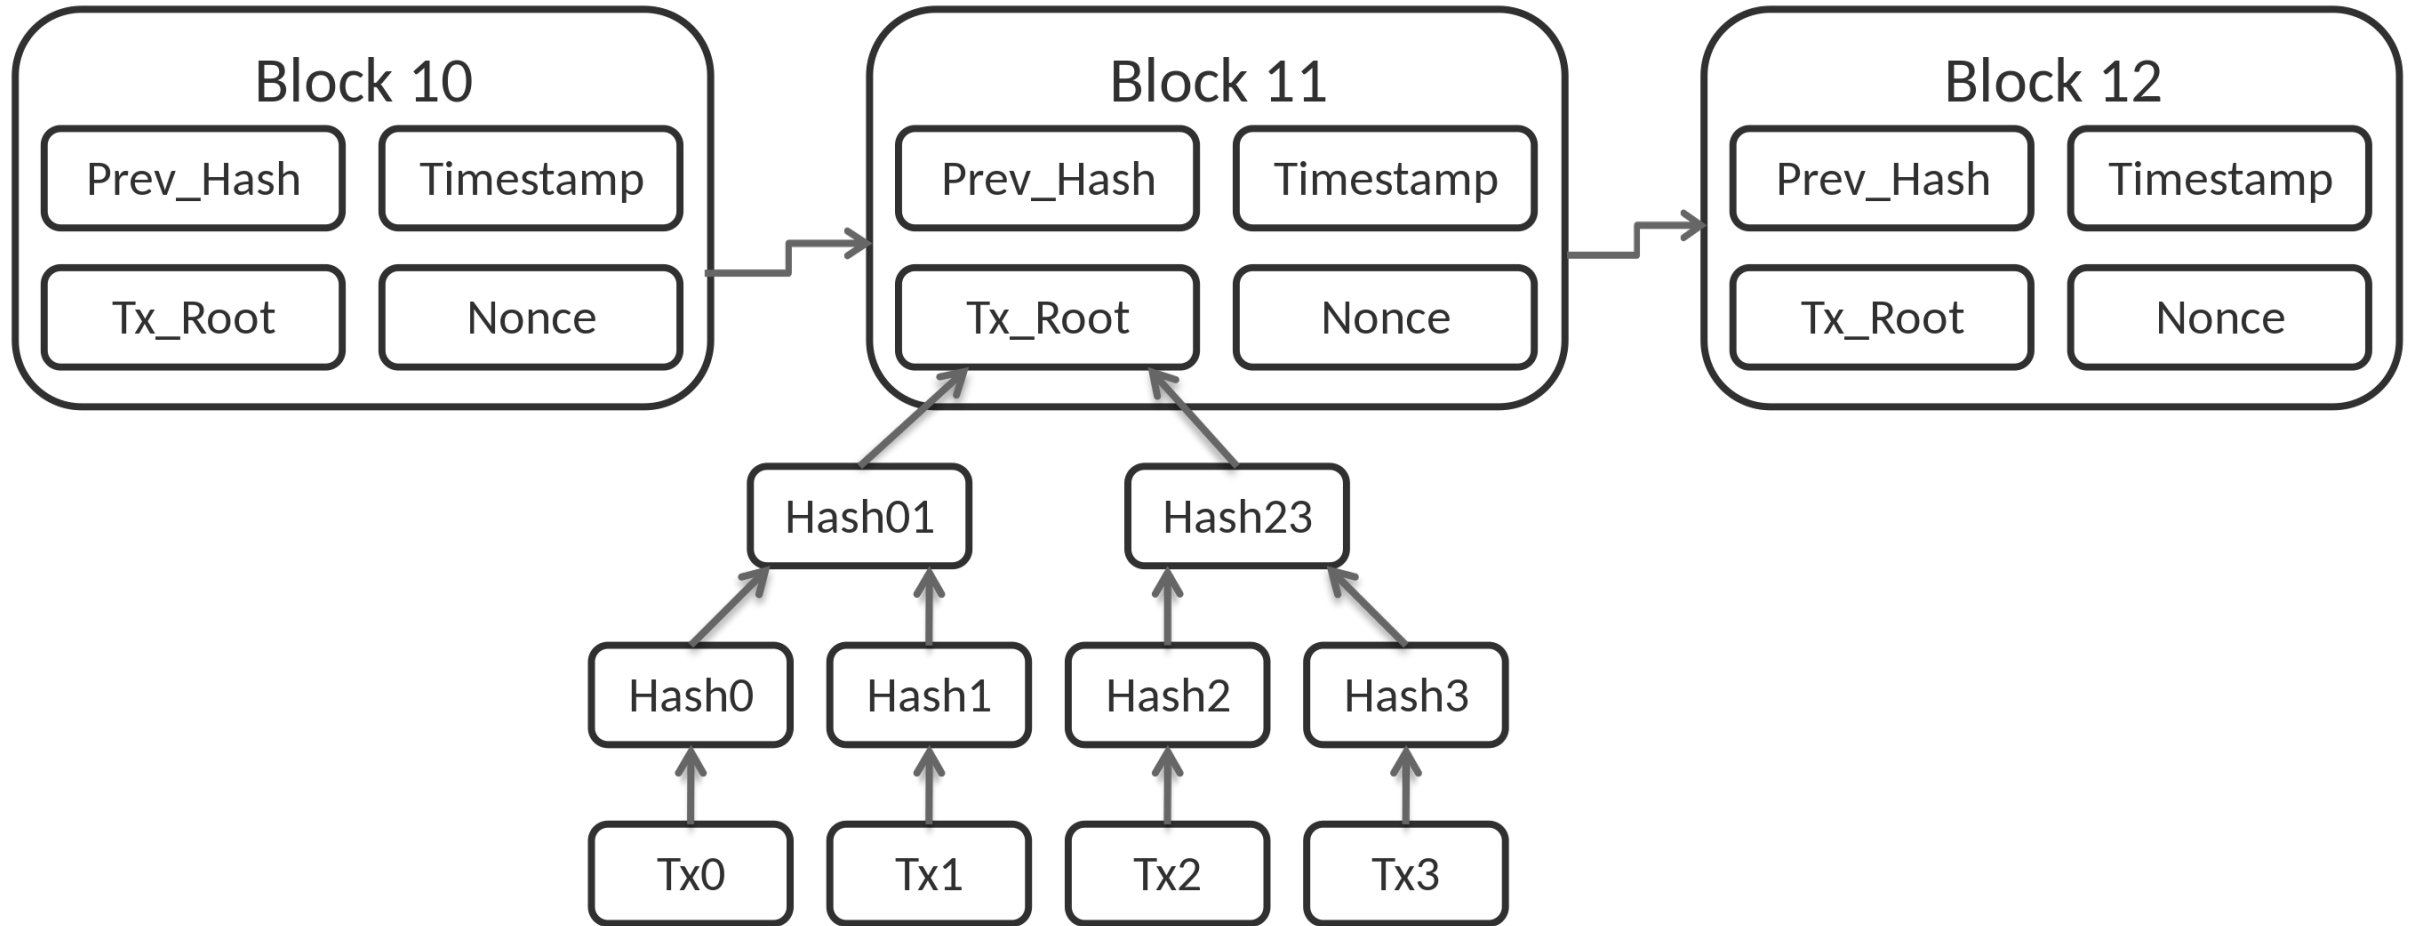 Block 10
Block 11
Block 12
Prev_Hash
Timestamp
Prev_Hash
Timestamp
Prev_Hash
Timestamp
Tx_Root
Nonce
Tx_Root
Nonce
Tx_Root
Nonce
Hash01
Hash23
Hash0
Hash1
Hash2
Hash3
Tx0
Tx1
Tx2
Tx3